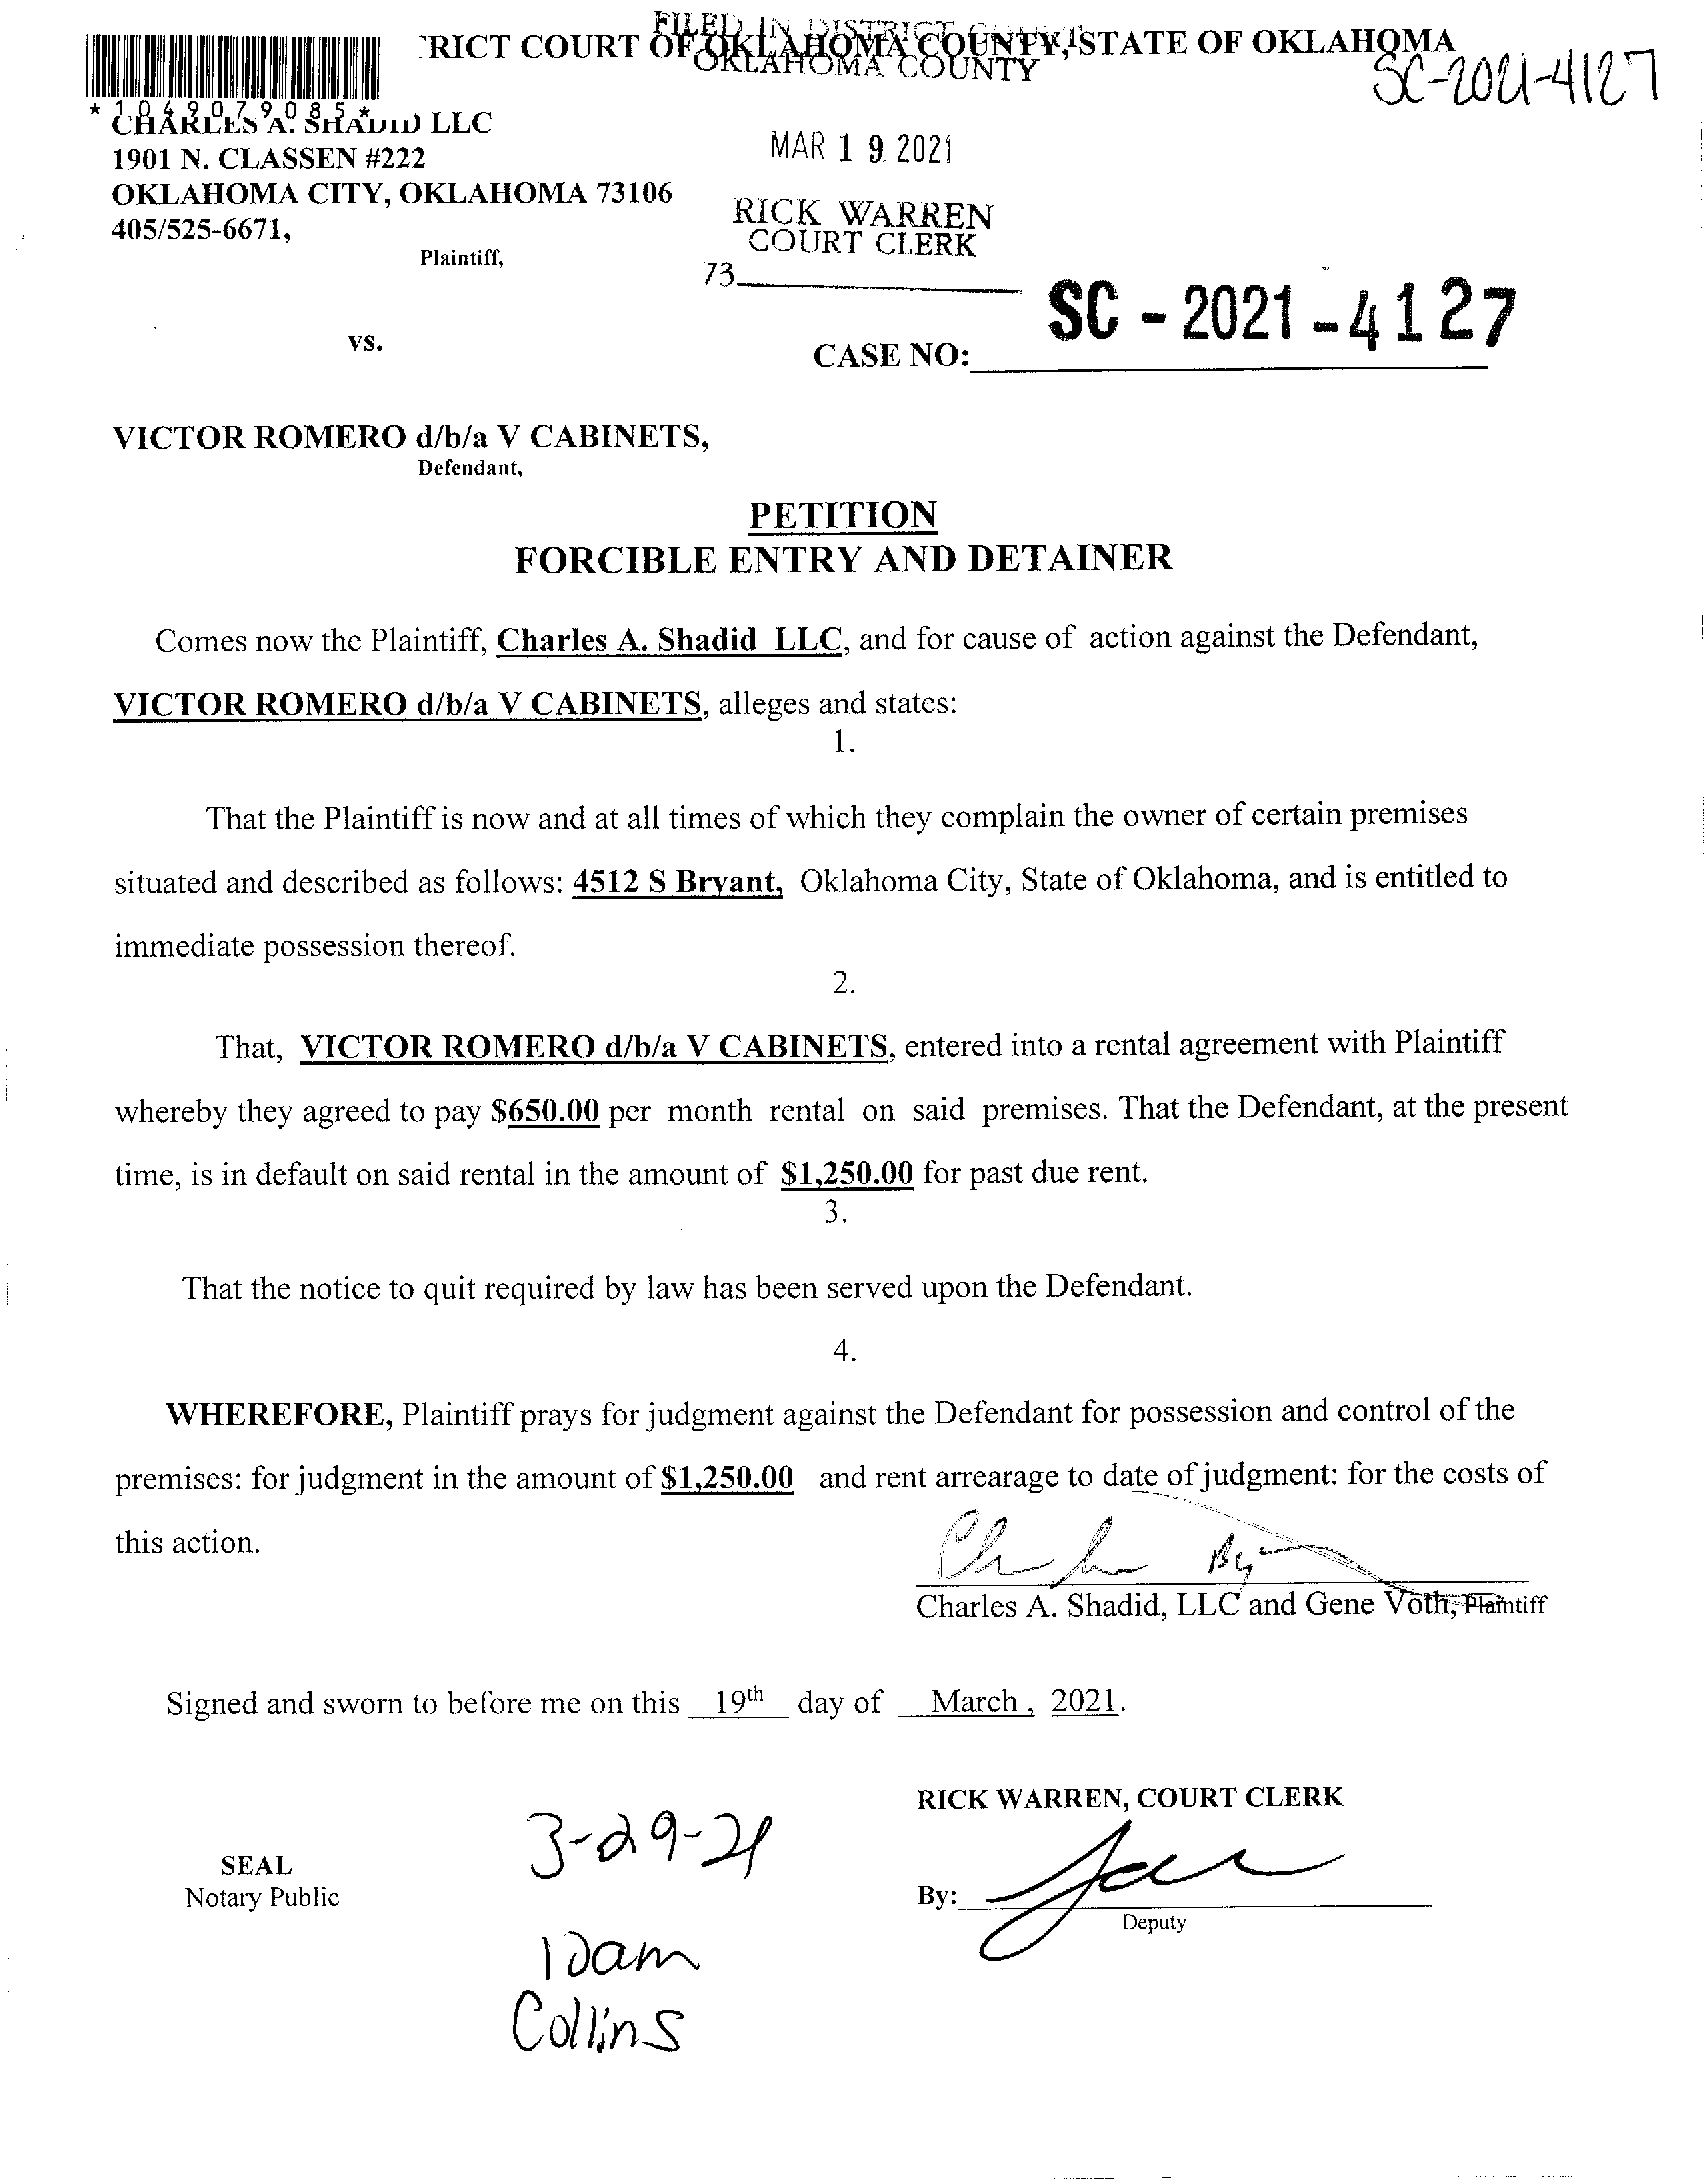 FILED IN DISTRICT COURT
RICT COURT OF OKLAHOMA COUNTY, STATE OF OKLAHOMA
OKLAHOMA COUNTY
SC-2021-4127
*1049079085*
CHARLES A. SHADID LLC
1901 N. CLASSEN #222
MAR 19 2021
OKLAHOMA CITY, OKLAHOMA 73106
405/525-6671,
RICK WARREN
COURT CLERK
Plaintiff,
73
SC-2021-4127
vs.
CASE NO:
VICTOR ROMERO d/b/a V CABINETS,
Defendant,
PETITION
FORCIBLE ENTRY AND DETAINER
Comes now the Plaintiff, Charles A. Shadid LLC, and for cause of action against the Defendant,
VICTOR ROMERO d/b/a V CABINETS, alleges and states:
1.
That the Plaintiff is now and at all times of which they complain the owner of certain premises
situated and described as follows: 4512 S Bryant, Oklahoma City, State of Oklahoma, and is entitled to
immediate possession thereof.
2.
That, VICTOR ROMERO d/b/a V CABINETS, entered into a rental agreement with Plaintiff
whereby they agreed to pay $650.00 per month rental on said premises. That the Defendant, at the present
time, is in default on said rental in the amount of $1,250.00 for past due rent.
3.
That the notice to quit required by law has been served upon the Defendant.
4.
WHEREFORE, Plaintiff prays for judgment against the Defendant for possession and control of the
premises: for judgment in the amount of $1,250.00 and rent arrearage to date of judgment: for the costs of
this action.
By
Charles A. Shadid, LLC and Gene Voth, Plaintiff
Signed and sworn to before me on this 19th day of March, 2021.
RICK WARREN, COURT CLERK
3-29-21
SEAL
Notary Public
By:
Deputy
10am
Collins